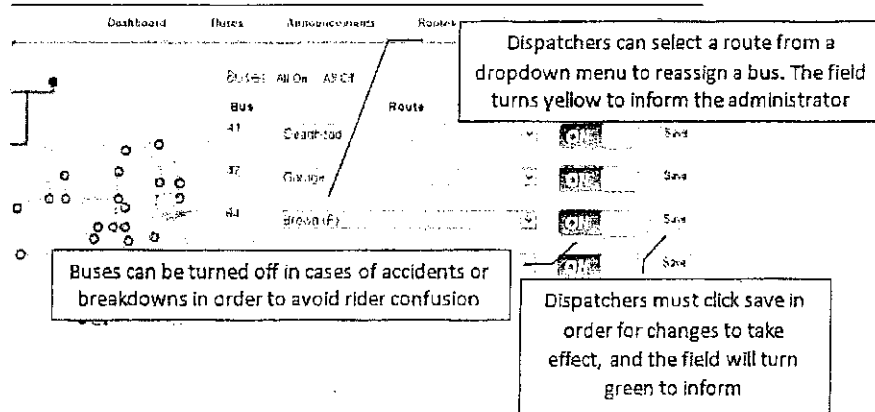 Dashboard Buses Announcements Routes
Dispatchers can select a route from a
dropdown menu to reassign a bus. The field
turns yellow to inform the administrator
Buses All On All Off
Bus Route
41 Deadhead Save
Garage Save
Brown Save
Save
Buses can be turned off in cases of accidents or
breakdowns in order to avoid rider confusion
Dispatchers must click save in
order for changes to take
effect, and the field will turn
green to inform